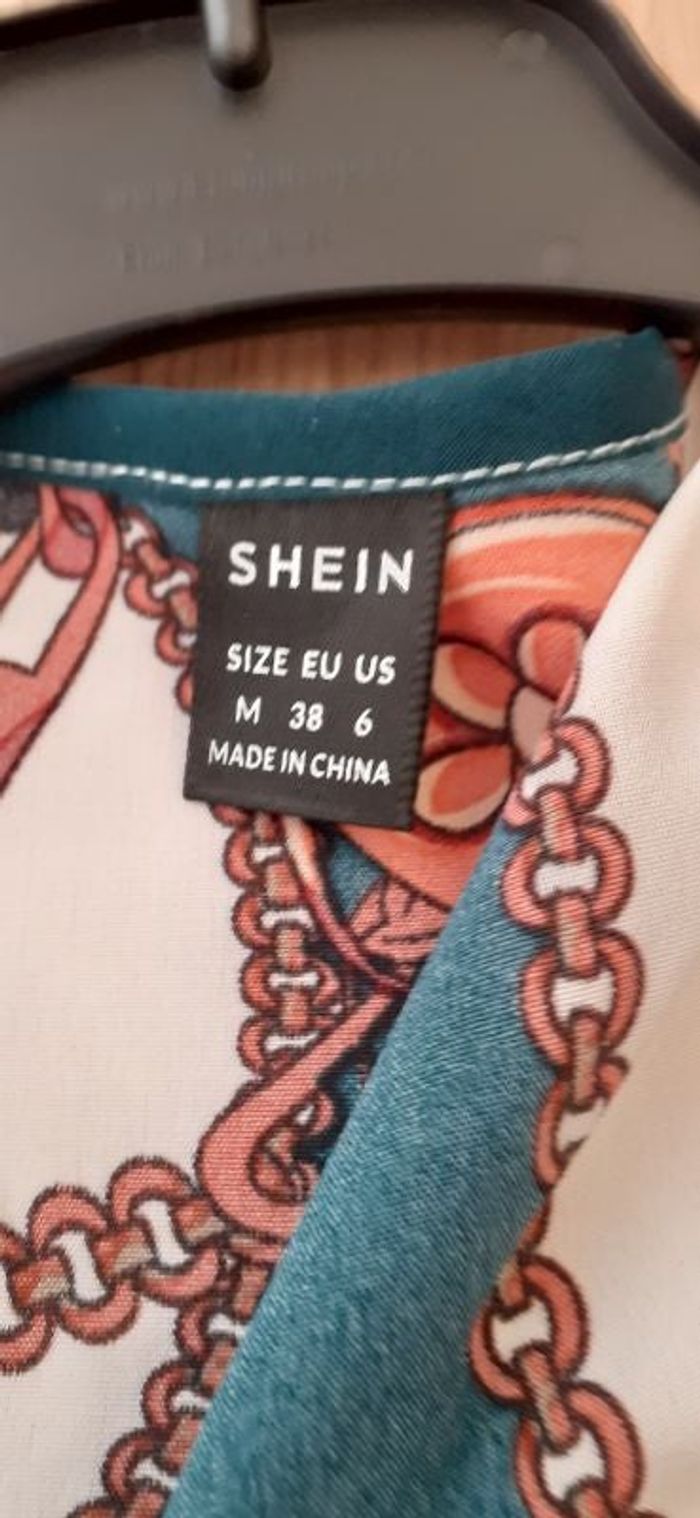 SHEIN
SIZE EU US
M 38 6
MADE IN CHINA